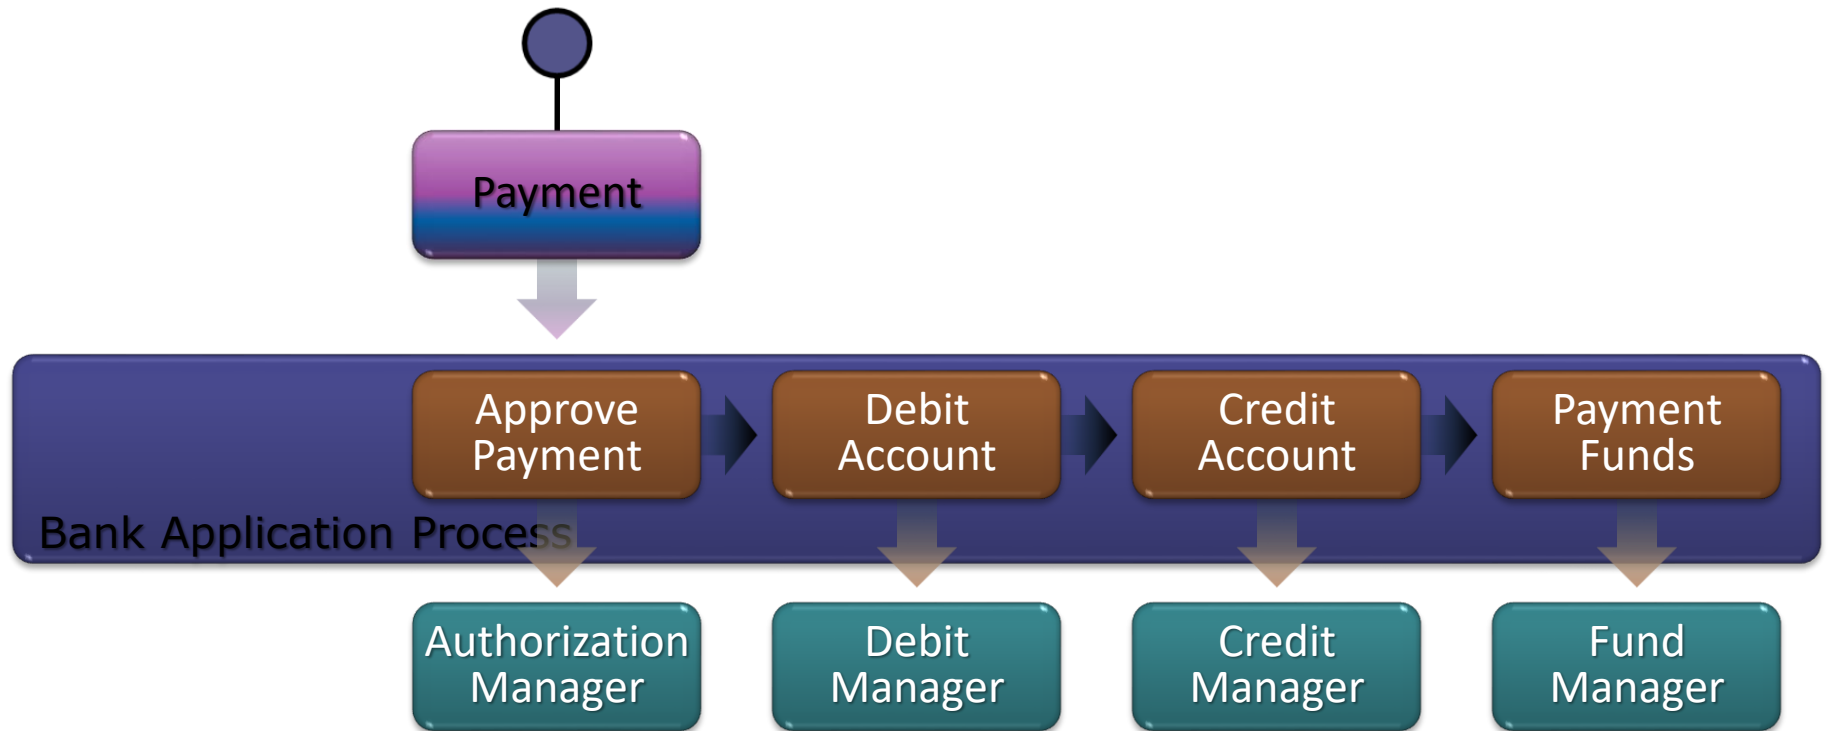 Payment
Approve
Payment
Debit
Account
Credit
Account
Payment
Funds
Bank Application Process
Authorization
Manager
Debit
Manager
Credit
Manager
Fund
Manager